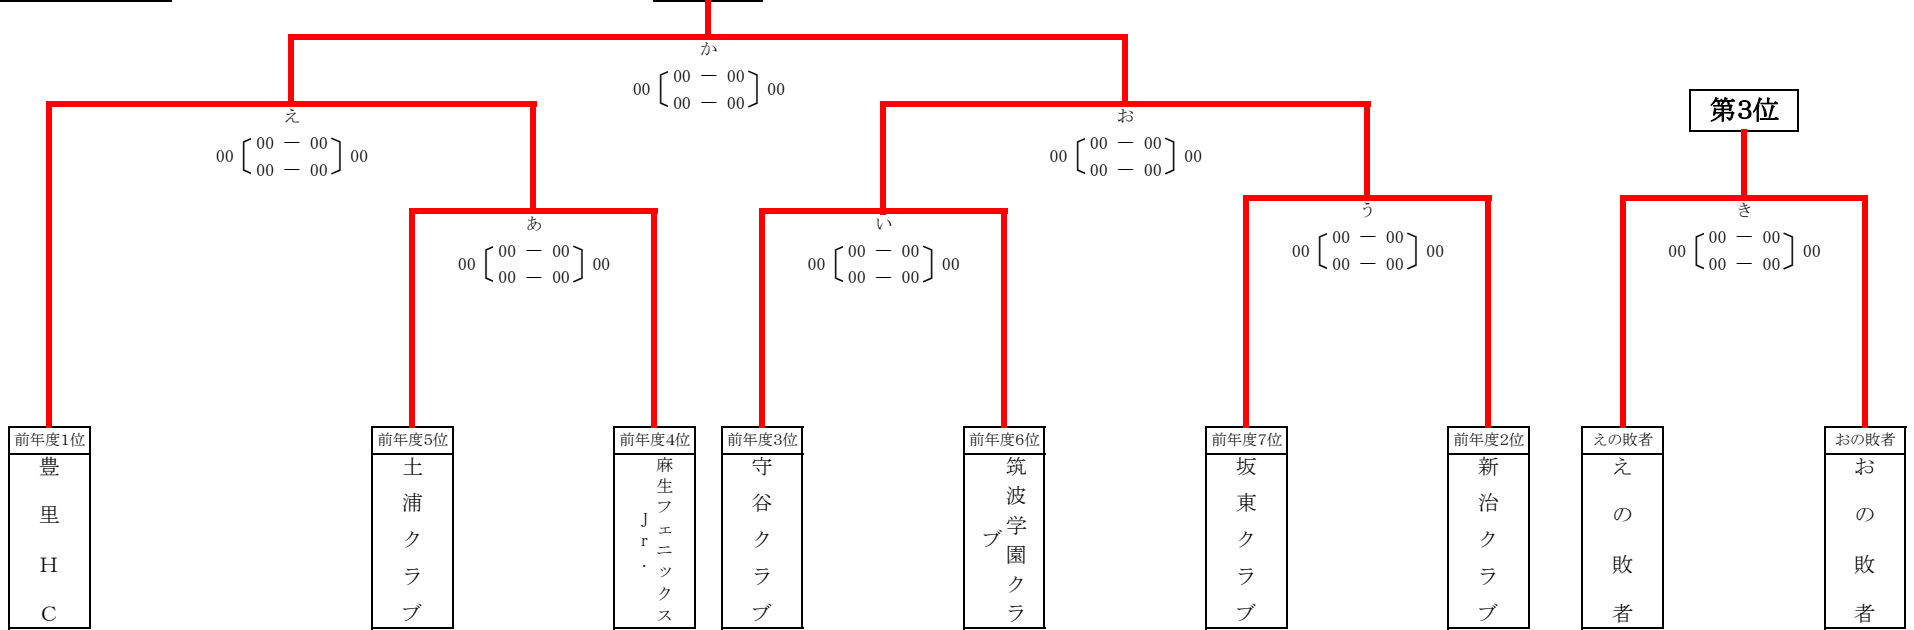 か
00 00 － 00 00
00 － 00
第3位
え
00 00 － 00 00
00 － 00
お
00 00 － 00 00
00 － 00
あ
00 00 － 00 00
00 － 00
い
00 00 － 00 00
00 － 00
う
00 00 － 00 00
00 － 00
き
00 00 － 00 00
00 － 00
前年度1位
豊里HC
前年度5位
土浦クラブ
前年度4位
麻生フェニックス
Jr.
前年度3位
守谷クラブ
前年度6位
筑波学園クラ
ブ
前年度7位
坂東クラブ
前年度2位
新治クラブ
えの敗者
えの敗者
おの敗者
おの敗者